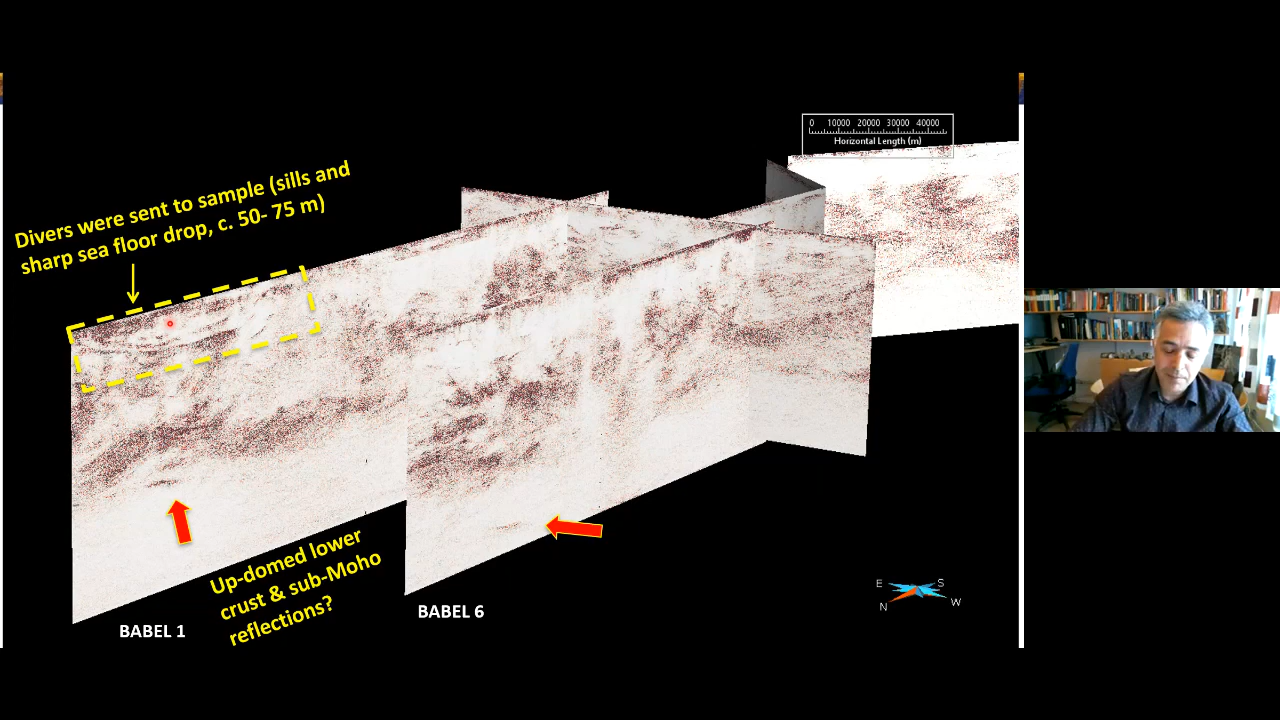 0 10000 20000 30000 40000
Horizontal Length (m)
Divers were sent to sample (sills and
sharp sea floor drop, c. 50- 75 m)
Up-domed lower
crust & sub-Moho
reflections?
BABEL 1
BABEL 6
E S
N W